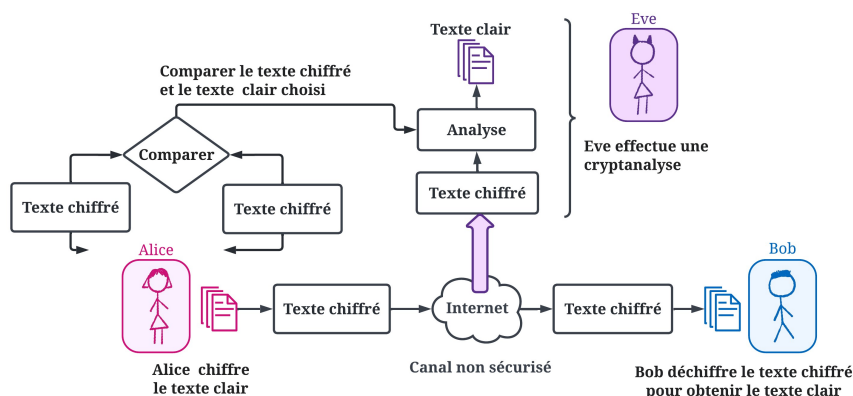 Eve
Texte clair
Comparer le texte chiffré
et le texte clair choisi
Analyse
Eve effectue une
cryptanalyse
Comparer
Texte chiffré
Texte chiffré
Texte chiffré
Alice
Bob
Texte chiffré
Internet
Texte chiffré
Canal non sécurisé
Alice chiffre
le texte clair
Bob déchiffre le texte chiffré
pour obtenir le texte clair